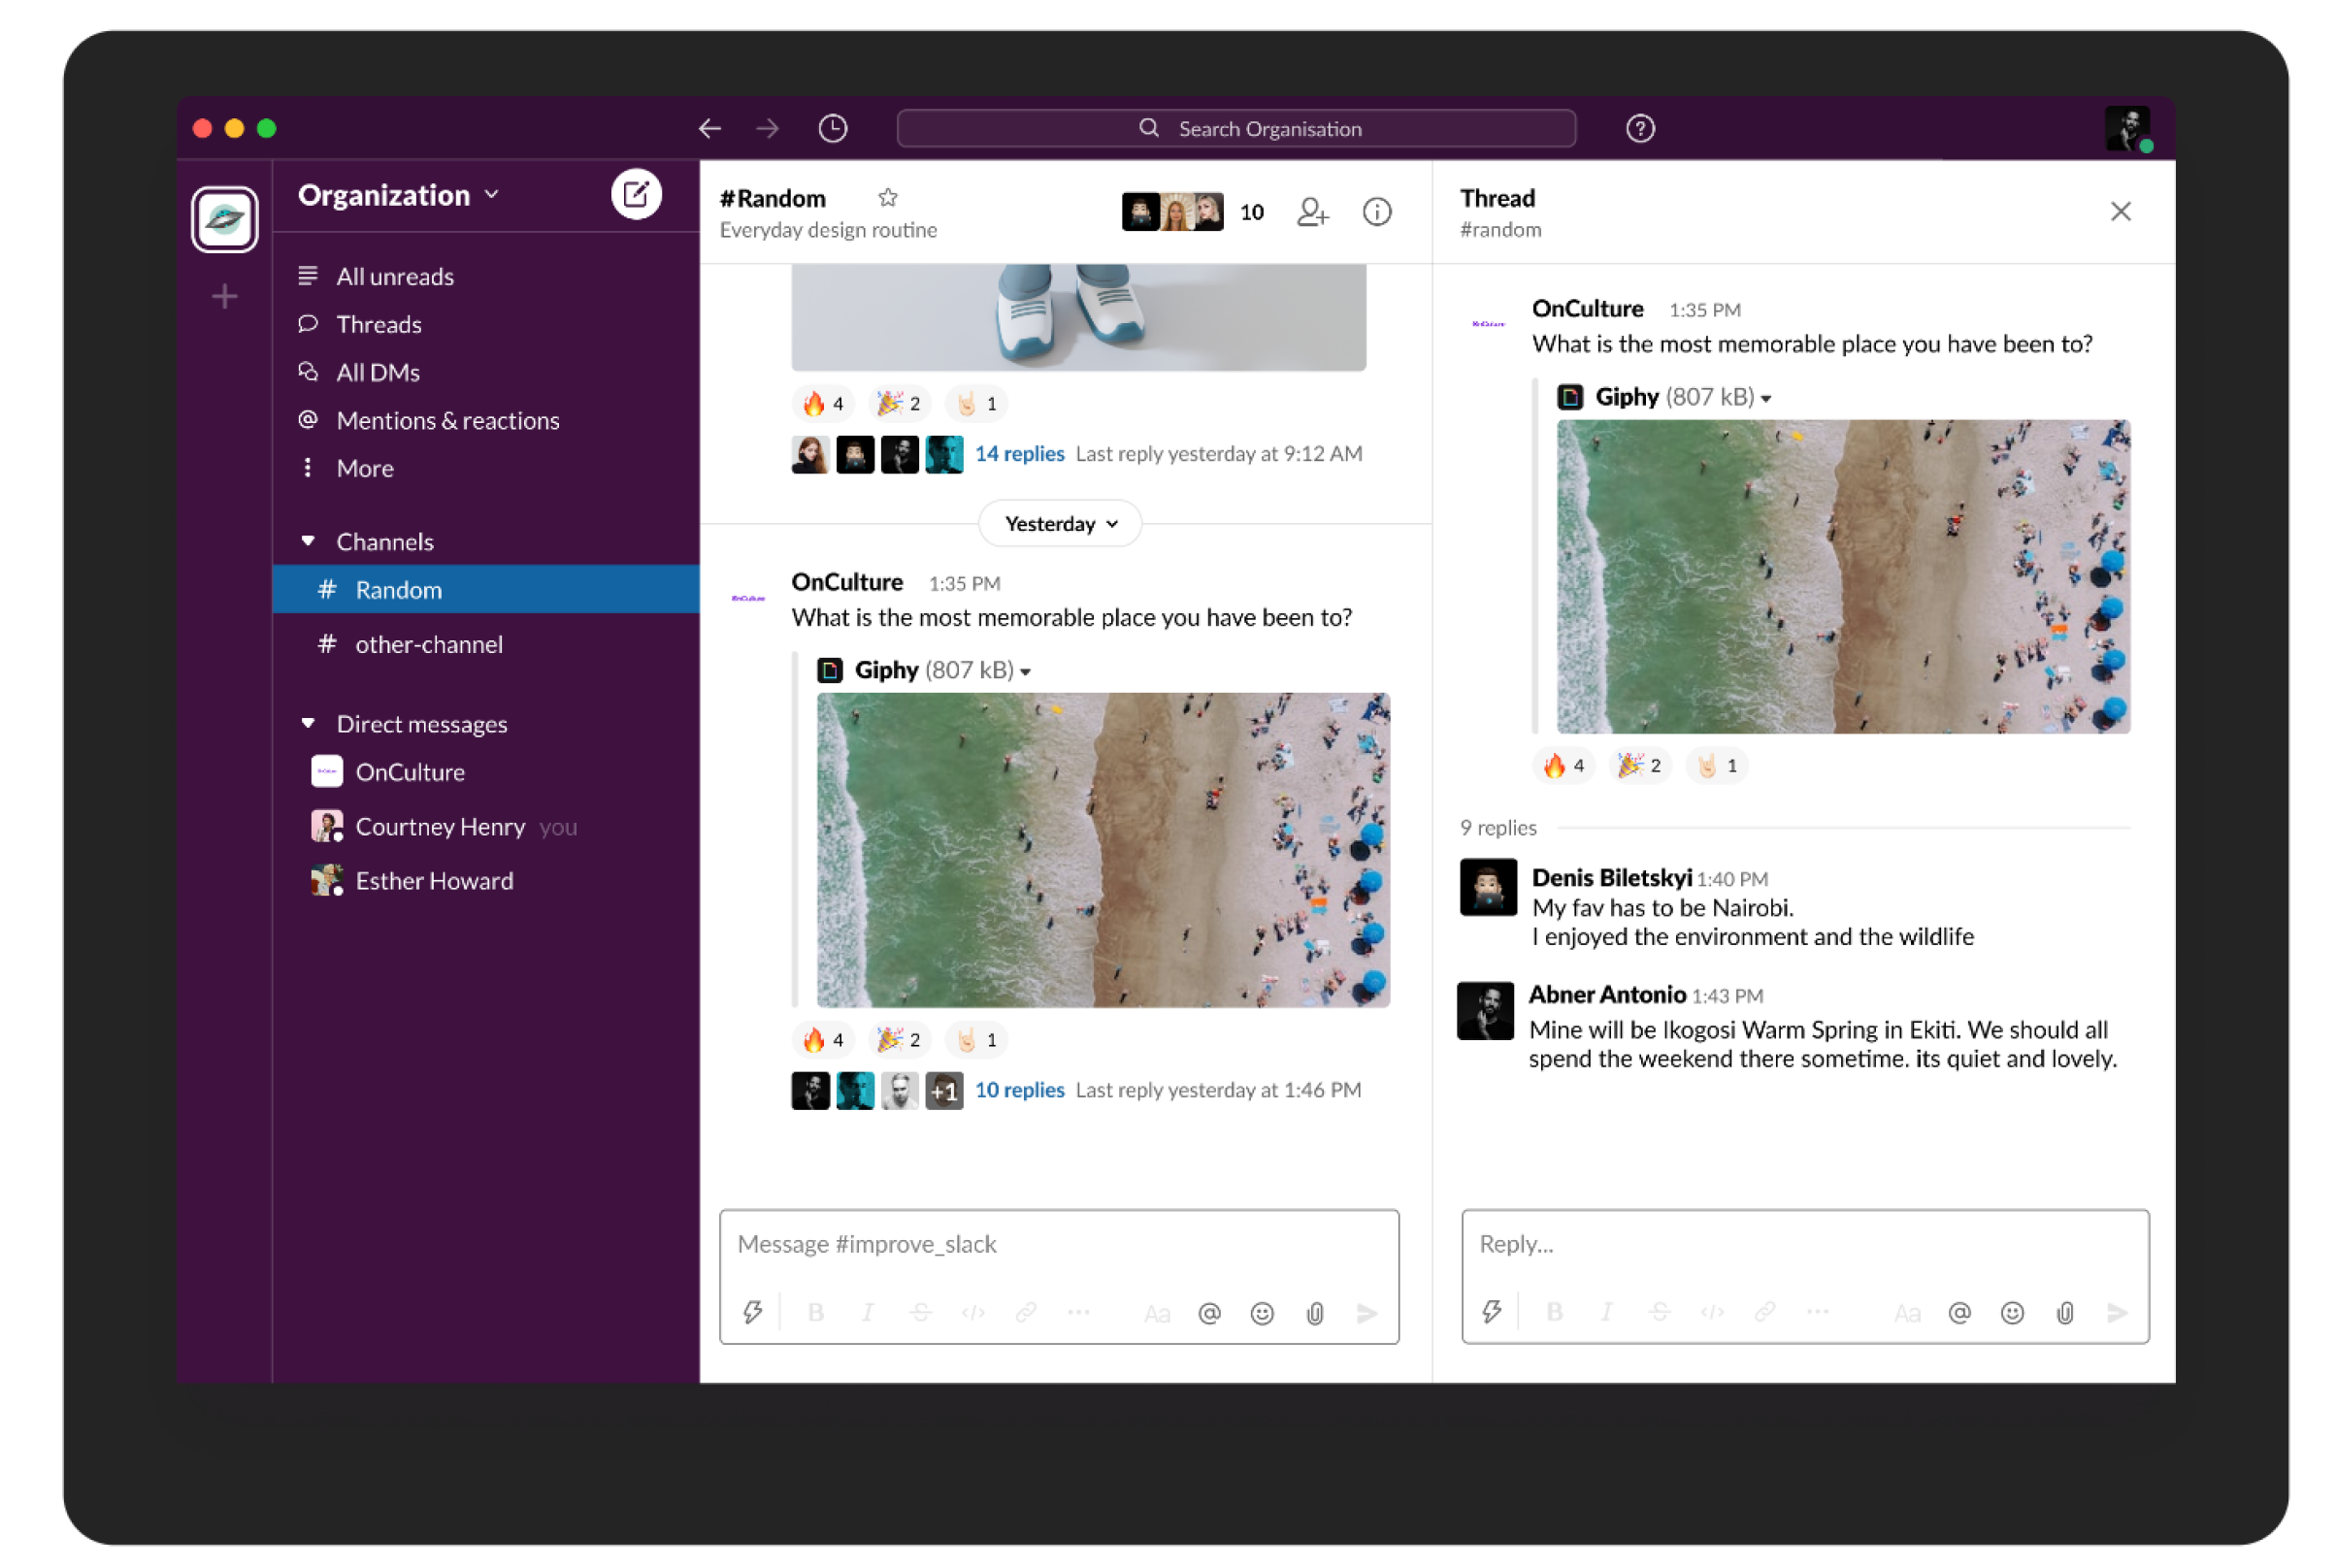 Search Organisation
Organization
All unreads
Threads
All DMs
Mentions & reactions
More
Channels
# Random
# other-channel
Direct messages
OnCulture
Courtney Henry you
Esther Howard
#Random
Everyday design routine
10
4 2 1
14 replies Last reply yesterday at 9:12 AM
Yesterday
OnCulture 1:35 PM
What is the most memorable place you have been to?
Giphy (807 kB)
4 2 1
+1 10 replies Last reply yesterday at 1:46 PM
Message #improve_slack
B I S </> Aa @
Thread
#random
OnCulture
OnCulture 1:35 PM
What is the most memorable place you have been to?
Giphy (807 kB)
4 2 1
9 replies
Denis Biletskyi 1:40 PM
My fav has to be Nairobi.
I enjoyed the environment and the wildlife
Abner Antonio 1:43 PM
Mine will be Ikogosi Warm Spring in Ekiti. We should all
spend the weekend there sometime. its quiet and lovely.
Reply...
B I S </> Aa @